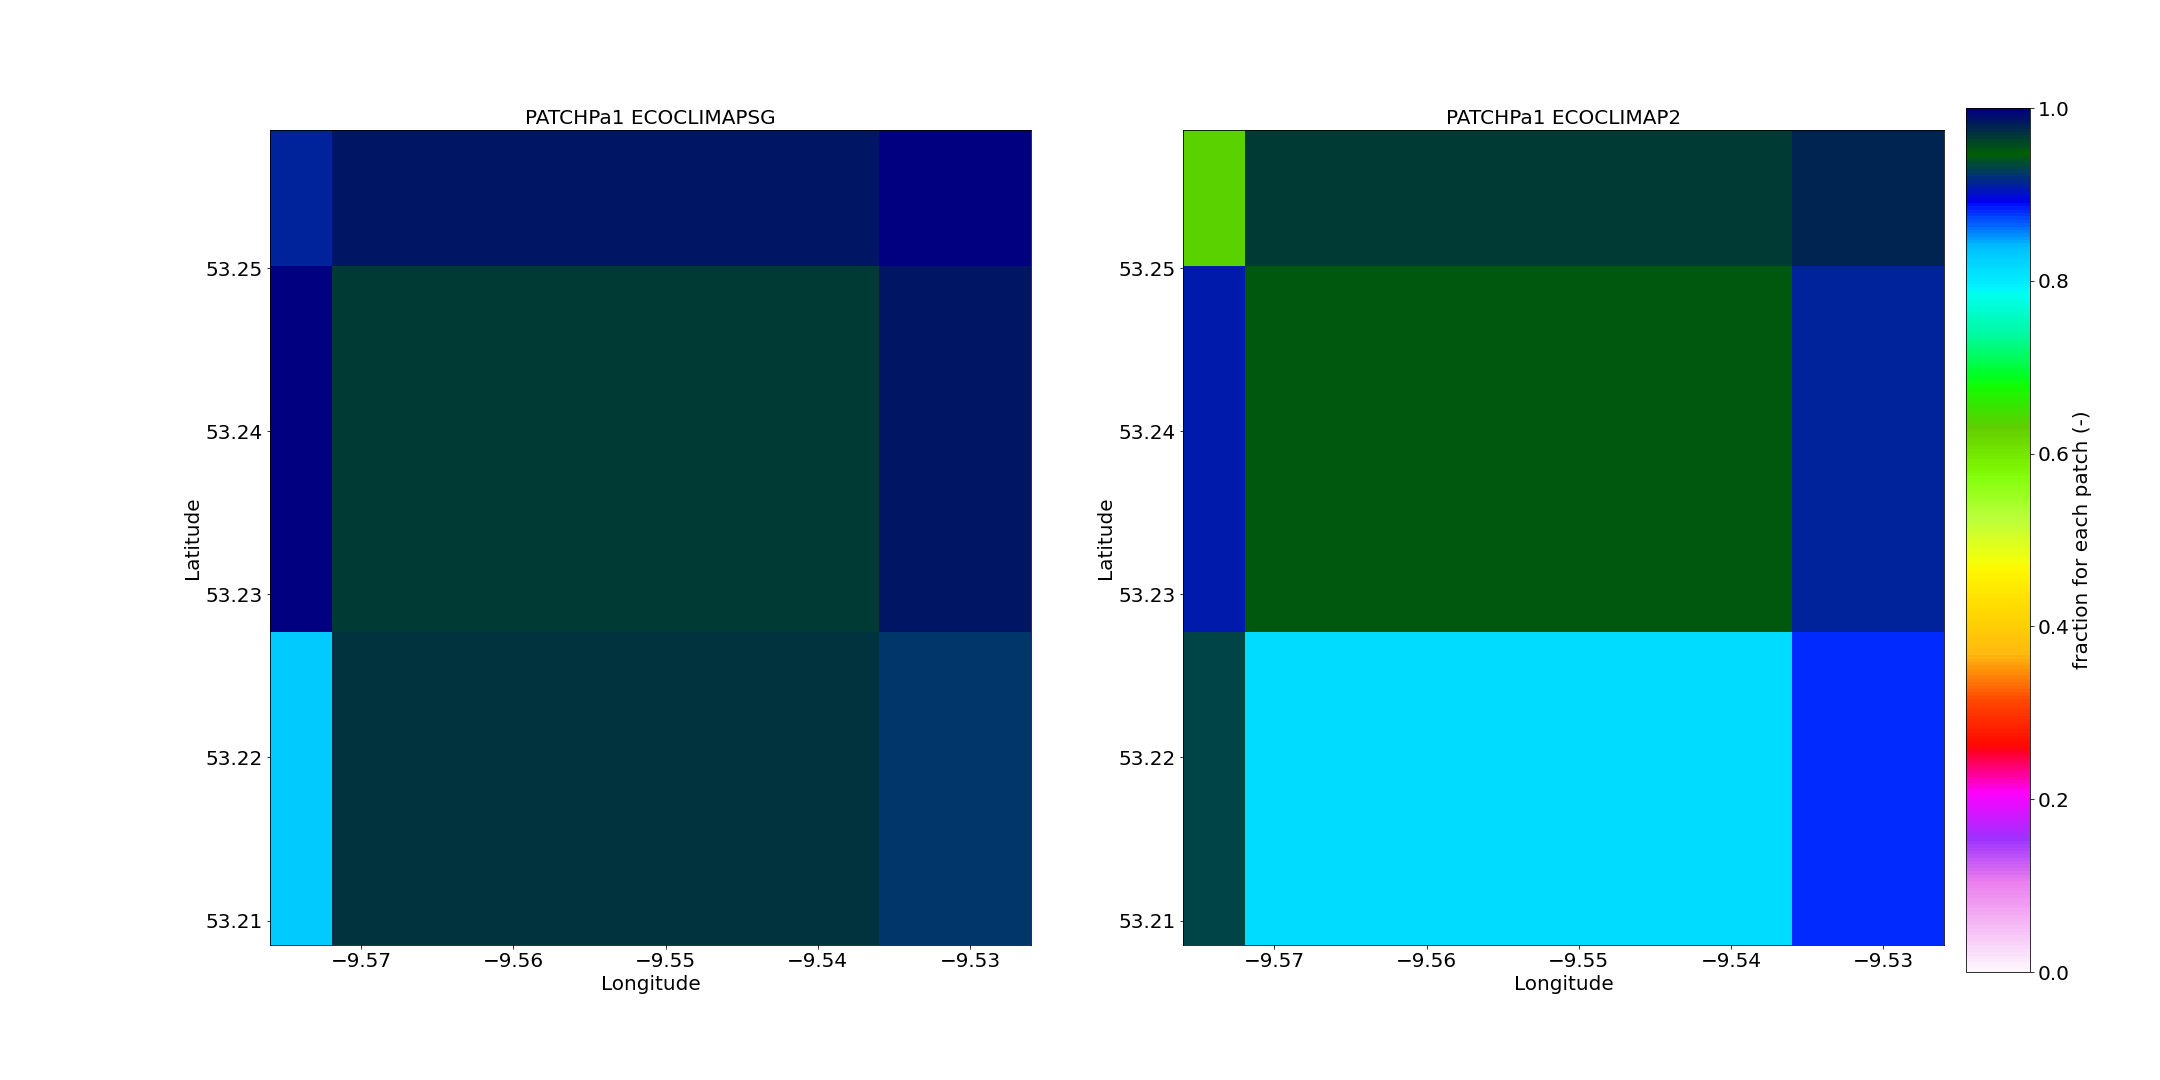 PATCHPa1 ECOCLIMAPSG
53.25
53.24
53.23
53.22
53.21
Latitude
−9.57 −9.56 −9.55 −9.54 −9.53
Longitude
PATCHPa1 ECOCLIMAP2
53.25
53.24
53.23
53.22
53.21
Latitude
−9.57 −9.56 −9.55 −9.54 −9.53
Longitude
1.0
0.8
0.6
0.4
0.2
0.0
fraction for each patch (-)